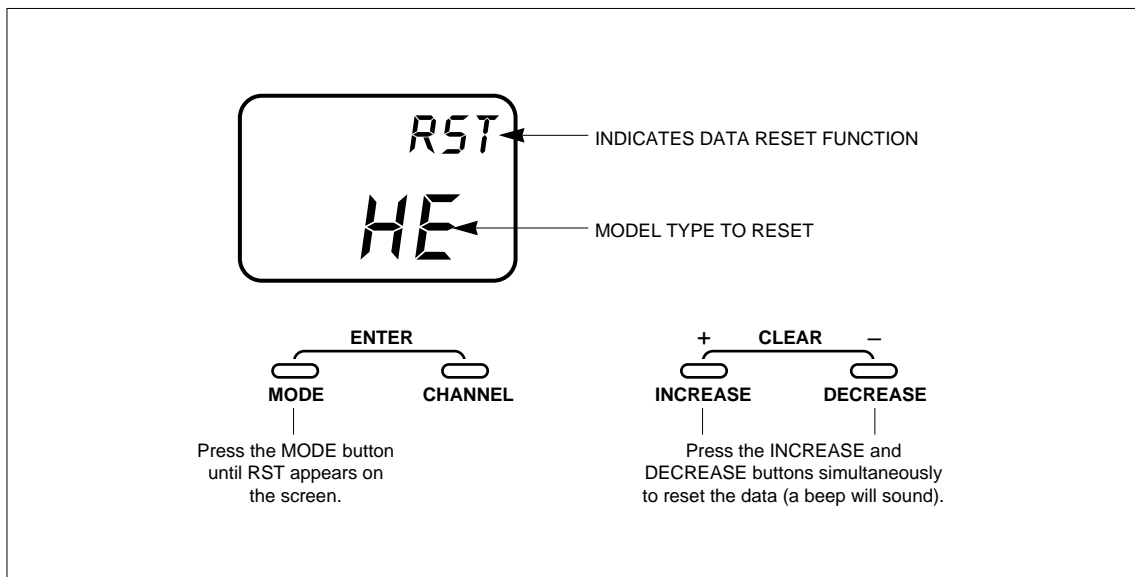 RST
INDICATES DATA RESET FUNCTION
HE
MODEL TYPE TO RESET
ENTER
MODE
CHANNEL
Press the MODE button
until RST appears on
the screen.
+ CLEAR –
INCREASE
DECREASE
Press the INCREASE and
DECREASE buttons simultaneously
to reset the data (a beep will sound).